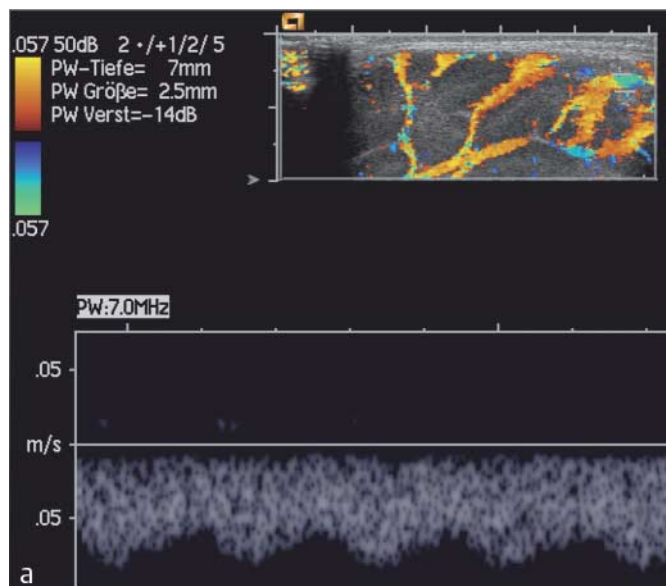 .057 50dB 2 ·/+1/2/ 5
PW-Tiefe= 7mm
PW Größe= 2.5mm
PW Verst=-14dB
.057
PW:7.0MHz
.05
m/s
.05
a